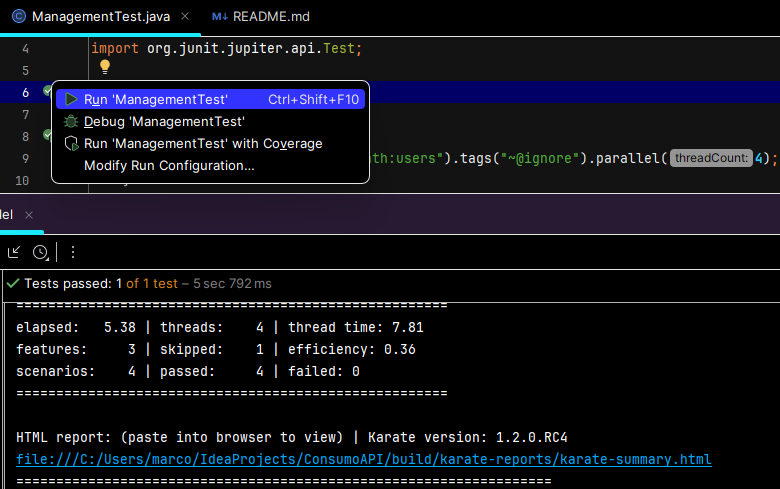 ManagementTest.java
README.md
4 import org.junit.jupiter.api.Test;
5
6
7
8
9 th:users").tags("~@ignore").parallel( threadCount: 4);
10
Run 'ManagementTest' Ctrl+Shift+F10
Debug 'ManagementTest'
Run 'ManagementTest' with Coverage
Modify Run Configuration...
lel
Tests passed: 1 of 1 test – 5 sec 792 ms
======================================================
elapsed:   5.38 | threads:    4 | thread time: 7.81
features:     3 | skipped:    1 | efficiency: 0.36
scenarios:    4 | passed:     4 | failed: 0
======================================================
HTML report: (paste into browser to view) | Karate version: 1.2.0.RC4
file:///C:/Users/marco/IdeaProjects/ConsumoAPI/build/karate-reports/karate-summary.html
===================================================================